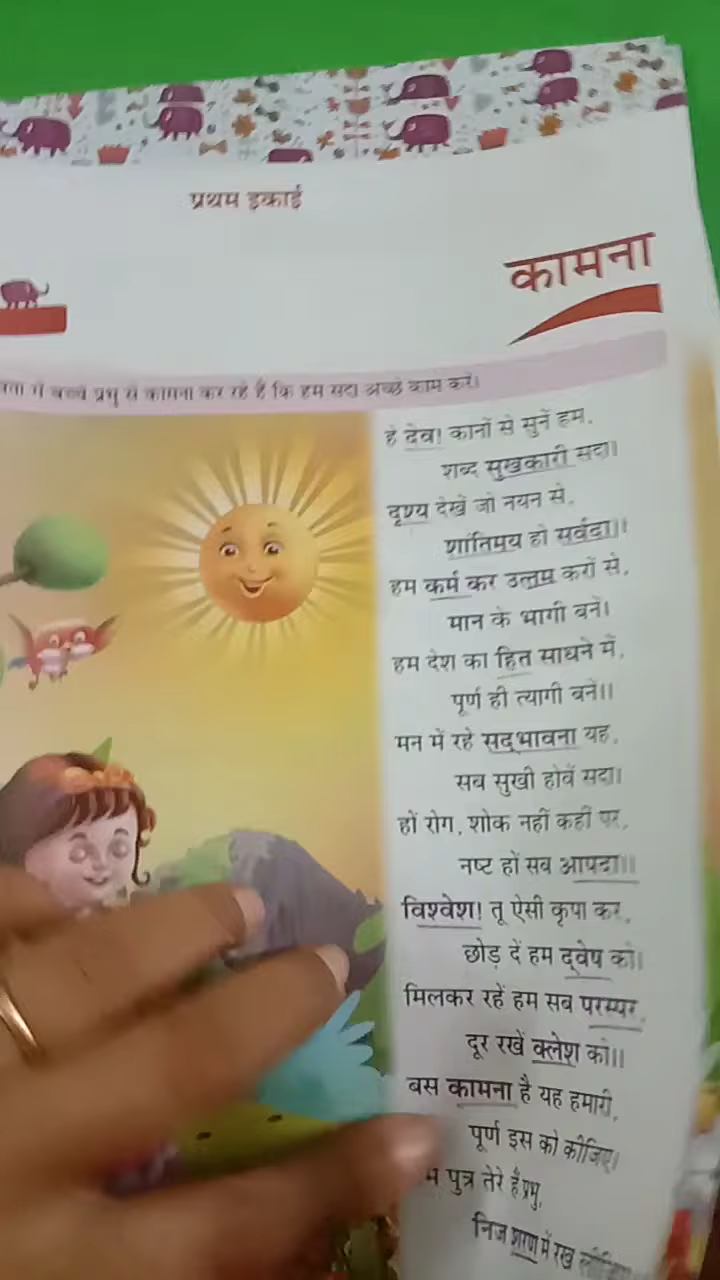 प्रथम इकाई
कामना
में बच्चे प्रभु से कामना कर रहे हैं कि हम सदा अच्छे काम करें।
हे देव! कानों से सुनें हम,
शब्द सुखकारी सदा।
दृश्य देखें जो नयन से,
शांतिमय हों सर्वदा।।
हम कर्म कर उत्तम करों से,
मान के भागी बनें।
हम देश का हित साधने में,
पूर्ण ही त्यागी बनें।।
मन में रहे सद्भावना यह,
सब सुखी होवें सदा।
हों रोग, शोक नहीं कहीं पर,
नष्ट हों सब आपदा।।
विश्वेश! तू ऐसी कृपा कर,
छोड़ दें हम द्वेष को।
मिलकर रहें हम सब परस्पर,
दूर रखें क्लेश को।।
बस कामना है यह हमारी,
पूर्ण इस को कीजिए।
पुत्र तेरे हैं प्रभु,
निज शरण में रख